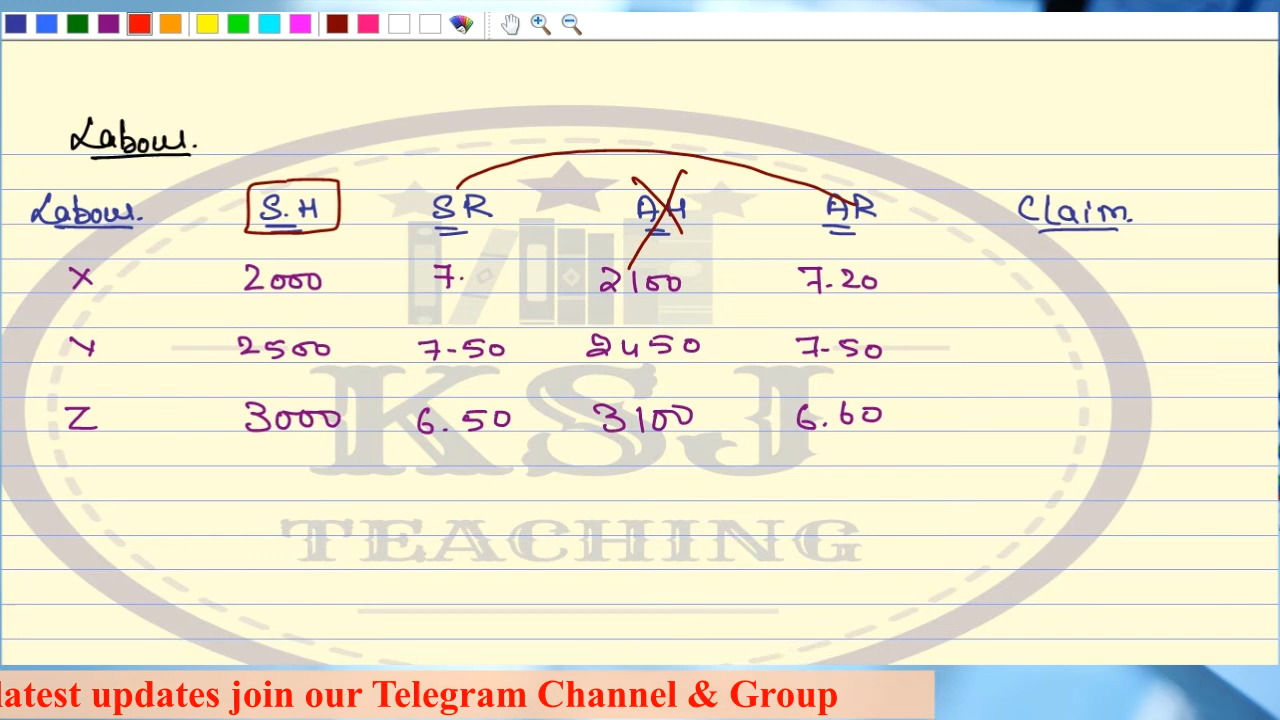 Labour.
Labour. S.H SR AH AR Claim.
X 2000 7. 2100 7.20
Y 2500 7-50 2450 7.50
Z 3000 6.50 3100 6.60
KSJ
TEACHING
latest updates join our Telegram Channel & Group